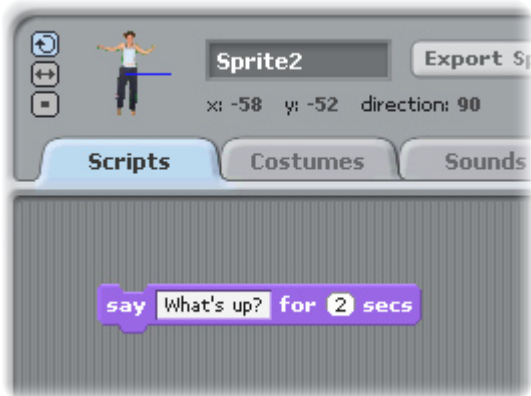 Sprite2
Export Sp
x: -58 y: -52 direction: 90
Scripts Costumes Sounds
say What's up? for 2 secs